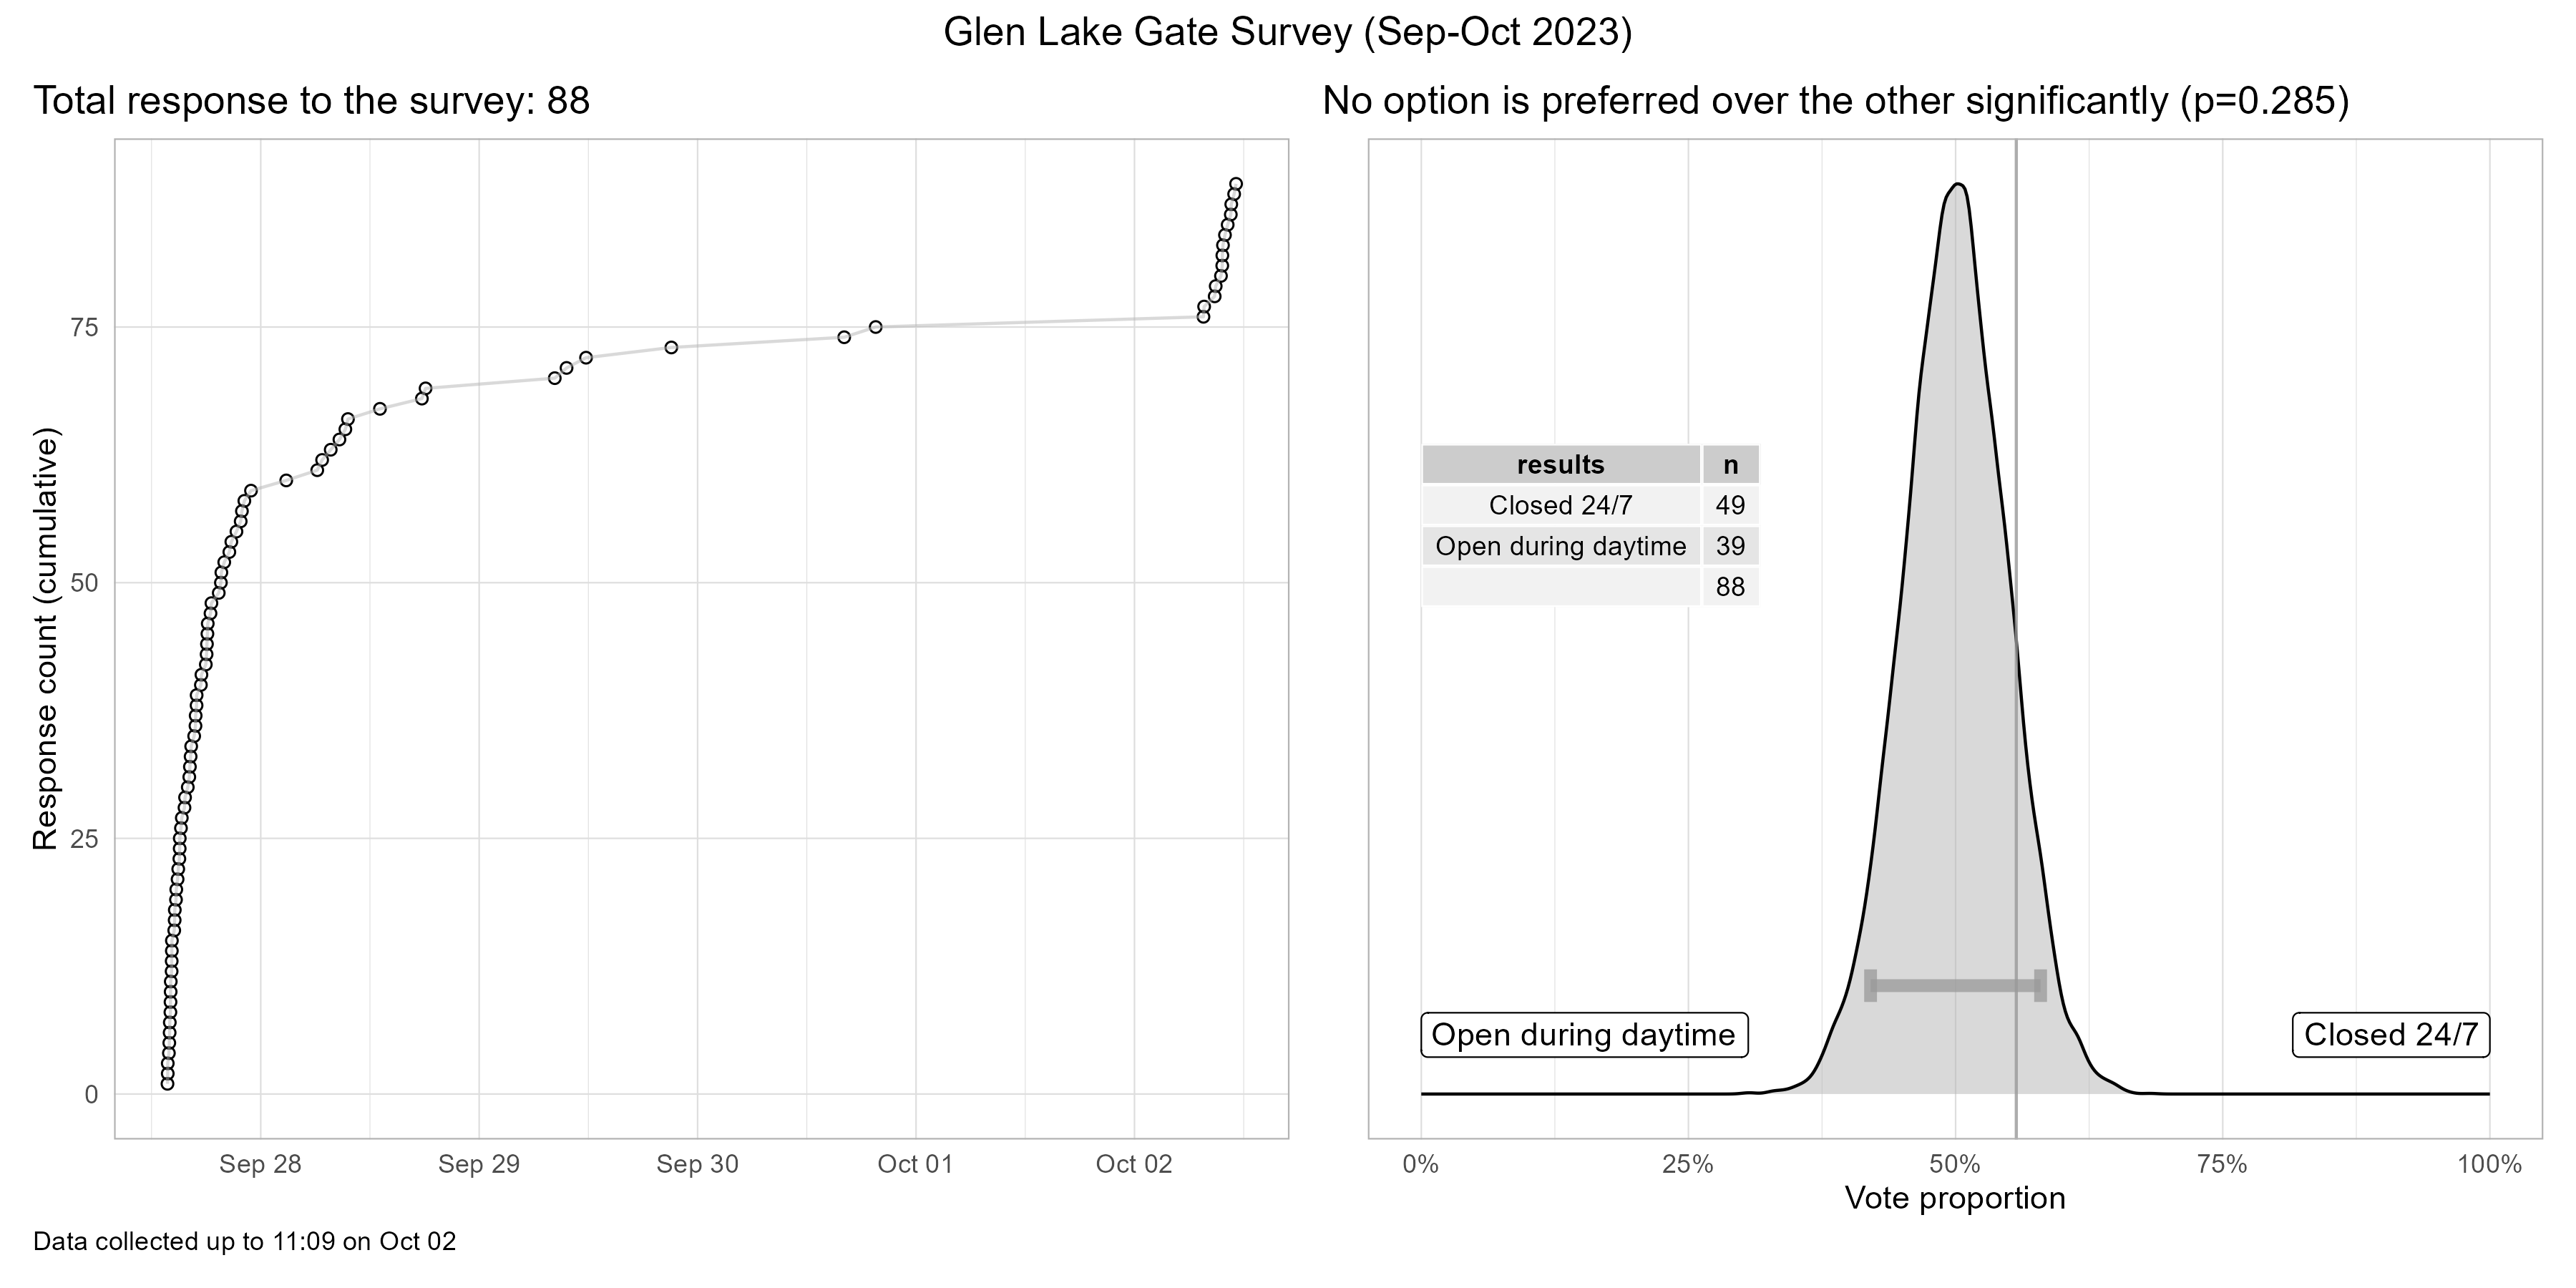 Glen Lake Gate Survey (Sep-Oct 2023)
Total response to the survey: 88
Response count (cumulative)
75
50
25
0
Sep 28 Sep 29 Sep 30 Oct 01 Oct 02
No option is preferred over the other significantly (p=0.285)
results n
Closed 24/7 49
Open during daytime 39
88
Open during daytime
Closed 24/7
0% 25% 50% 75% 100%
Vote proportion
Data collected up to 11:09 on Oct 02